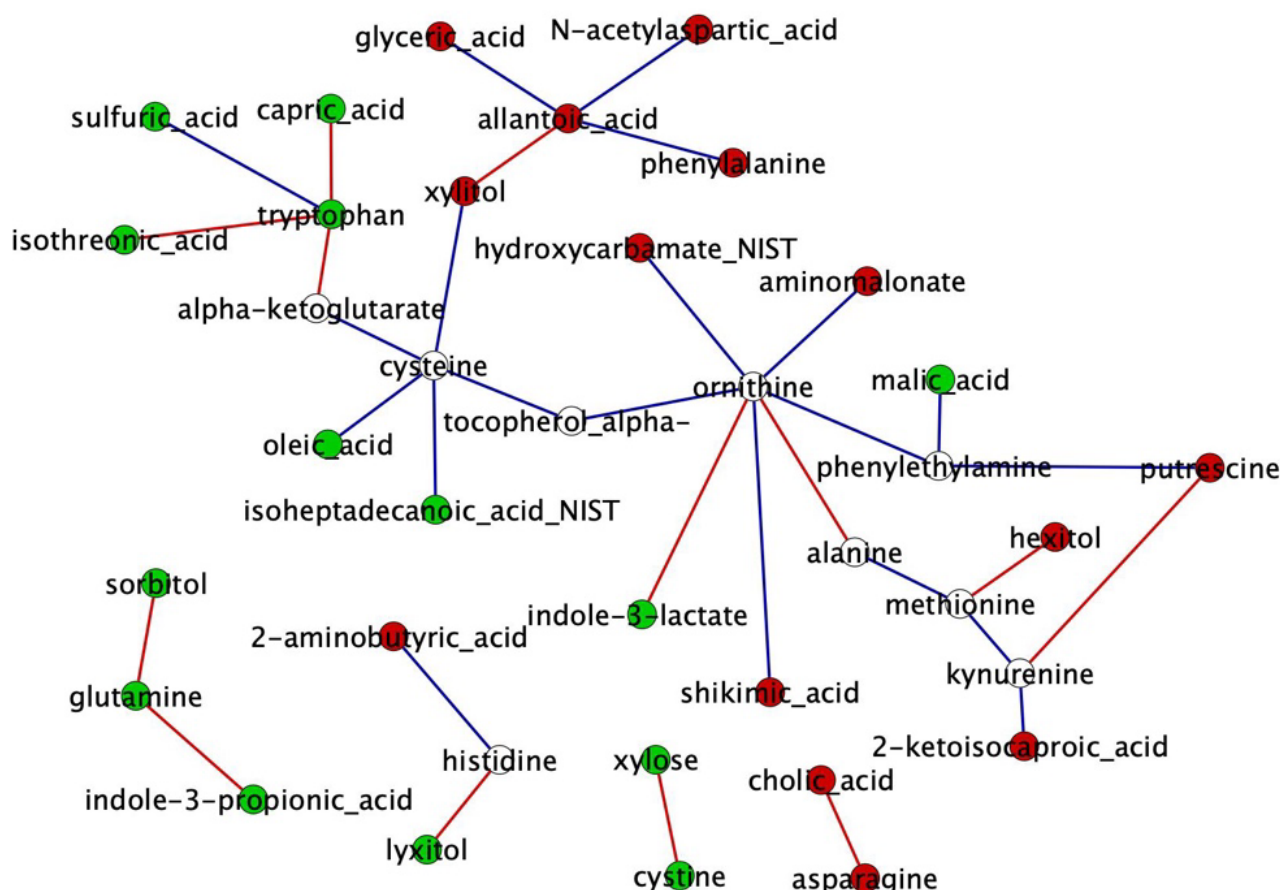 glyceric_acid
N-acetylaspartic_acid
sulfuric_acid
capric_acid
allantoic_acid
phenylalanine
xylitol
tryptophan
isothreonic_acid
hydroxycarbamate_NIST
aminomalonate
alpha-ketoglutarate
cysteine
ornithine
malic_acid
tocopherol_alpha-
oleic_acid
phenylethylamine
putrescine
isoheptadecanoic_acid_NIST
hexitol
alanine
sorbitol
methionine
indole-3-lactate
2-aminobutyric_acid
kynurenine
glutamine
shikimic_acid
2-ketoisocaproic_acid
histidine
xylose
cholic_acid
indole-3-propionic_acid
lyxitol
cystine
asparagine